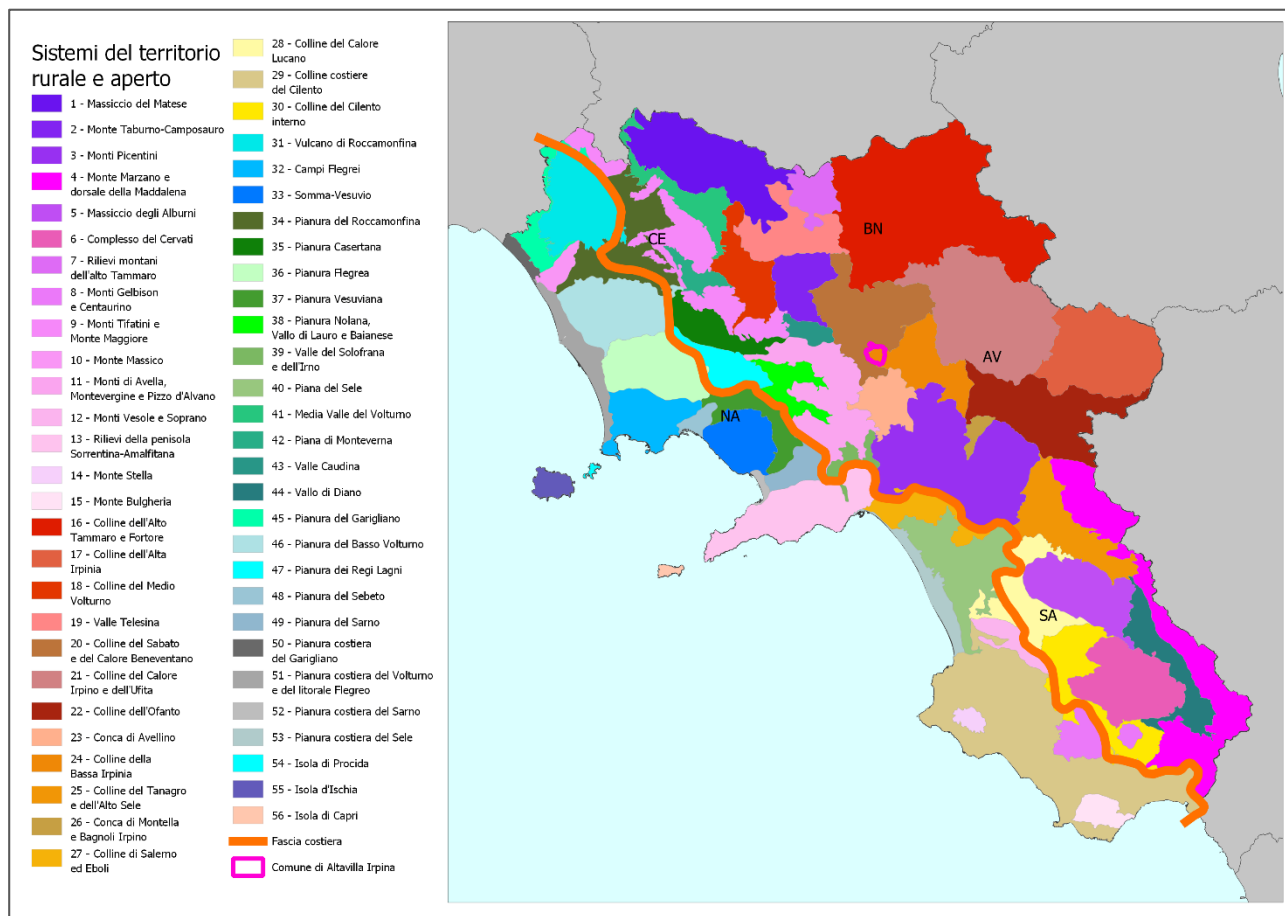 Sistemi del territorio
rurale e aperto
1 - Massiccio del Matese
2 - Monte Taburno-Camposauro
3 - Monti Picentini
4 - Monte Marzano e
dorsale della Maddalena
5 - Massiccio degli Alburni
6 - Complesso del Cervati
7 - Rilievi montani
dell'alto Tammaro
8 - Monti Gelbison
e Centaurino
9 - Monti Tifatini e
Monte Maggiore
10 - Monte Massico
11 - Monti di Avella,
Montevergine e Pizzo d'Alvano
12 - Monti Vesole e Soprano
13 - Rilievi della penisola
Sorrentina-Amalfitana
14 - Monte Stella
15 - Monte Bulgheria
16 - Colline dell'Alto
Tammaro e Fortore
17 - Colline dell'Alta
Irpinia
18 - Colline del Medio
Volturno
19 - Valle Telesina
20 - Colline del Sabato
e del Calore Beneventano
21 - Colline del Calore
Irpino e dell'Ufita
22 - Colline dell'Ofanto
23 - Conca di Avellino
24 - Colline della
Bassa Irpinia
25 - Colline del Tanagro
e dell'Alto Sele
26 - Conca di Montella
e Bagnoli Irpino
27 - Colline di Salerno
ed Eboli
28 - Colline del Calore
Lucano
29 - Colline costiere
del Cilento
30 - Colline del Cilento
interno
31 - Vulcano di Roccamonfina
32 - Campi Flegrei
33 - Somma-Vesuvio
34 - Pianura del Roccamonfina
35 - Pianura Casertana
36 - Pianura Flegrea
37 - Pianura Vesuviana
38 - Pianura Nolana,
Vallo di Lauro e Baianese
39 - Valle del Solofrana
e dell'Irno
40 - Piana del Sele
41 - Media Valle del Volturno
42 - Piana di Monteverna
43 - Valle Caudina
44 - Vallo di Diano
45 - Pianura del Garigliano
46 - Pianura del Basso Volturno
47 - Pianura dei Regi Lagni
48 - Pianura del Sebeto
49 - Pianura del Sarno
50 - Pianura costiera
del Garigliano
51 - Pianura costiera del Volturno
e del litorale Flegreo
52 - Pianura costiera del Sarno
53 - Pianura costiera del Sele
54 - Isola di Procida
55 - Isola d'Ischia
56 - Isola di Capri
Fascia costiera
Comune di Altavilla Irpina
BN
CE
AV
NA
SA